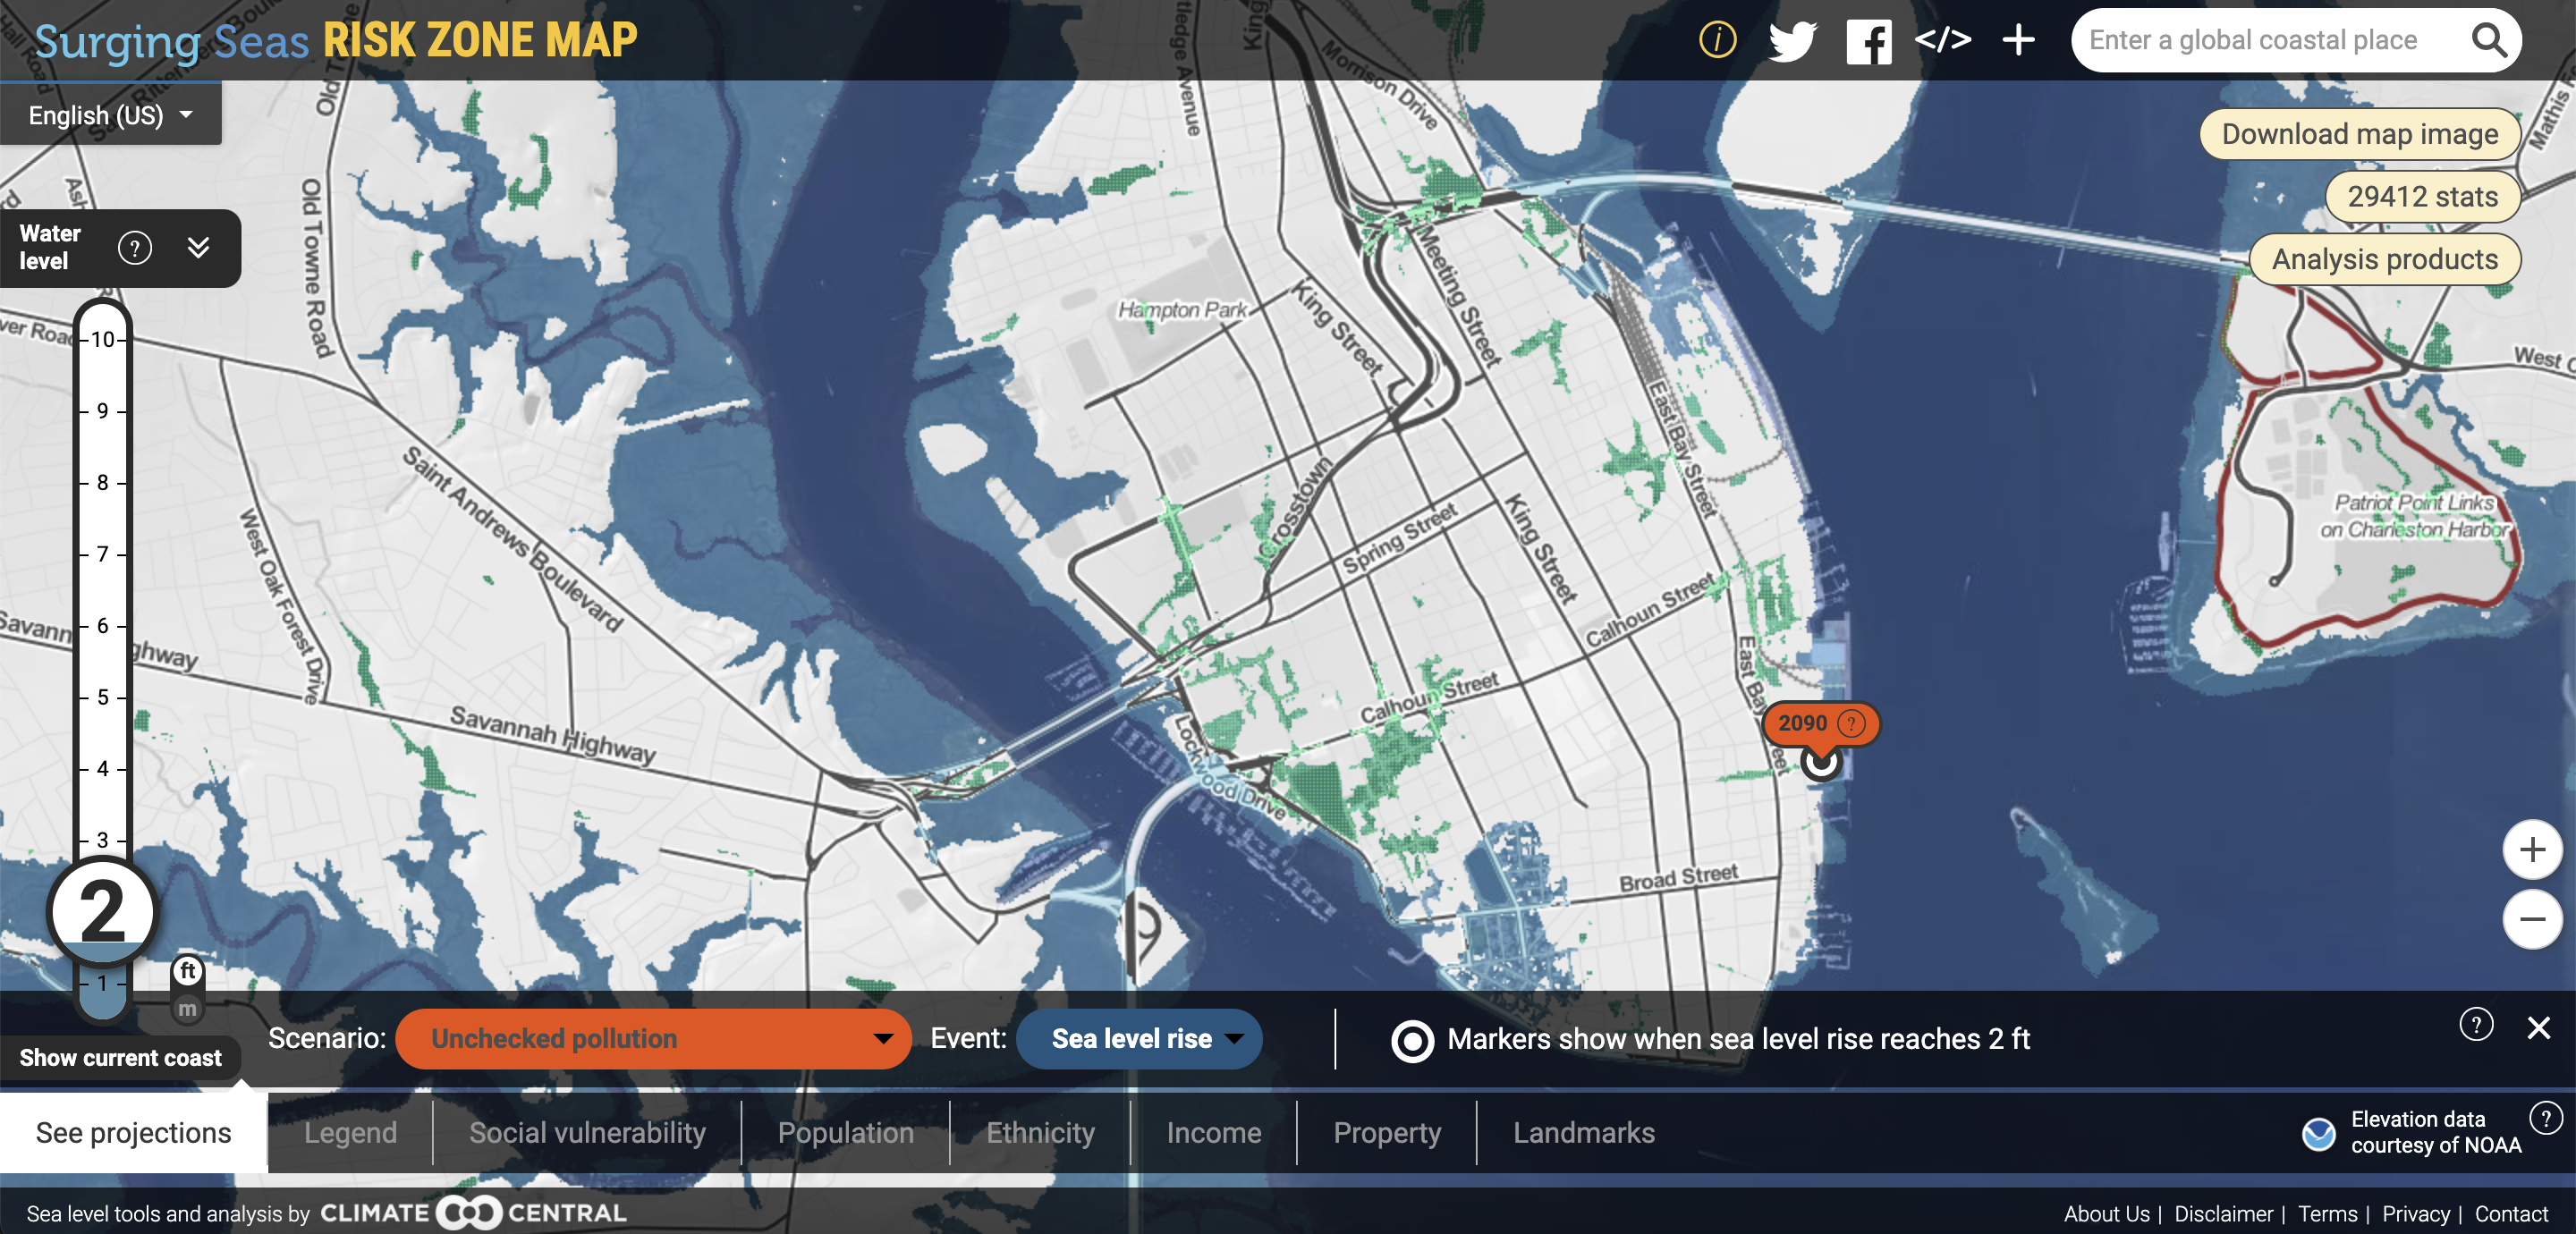 Surging Seas RISK ZONE MAP
Enter a global coastal place
English (US)
Download map image
29412 stats
Analysis products
Water
level
10
9
8
7
6
5
4
3
2
1
ft
m
Show current coast
Old Towne Road
West Oak Forest Drive
Saint Andrews Boulevard
Savannah Highway
Morrison Drive
Hampton Park
King Street
Meeting Street
East Bay Street
Crosstown
Spring Street
King Street
Calhoun Street
Calhoun Street
Lockwood Drive
Broad Street
Patriot Point Links
on Charleston Harbor
2090 ?
Scenario: Unchecked pollution
Event: Sea level rise
Markers show when sea level rise reaches 2 ft
See projections
Legend
Social vulnerability
Population
Ethnicity
Income
Property
Landmarks
Elevation data
courtesy of NOAA
Sea level tools and analysis by CLIMATE CENTRAL
About Us | Disclaimer | Terms | Privacy | Contact